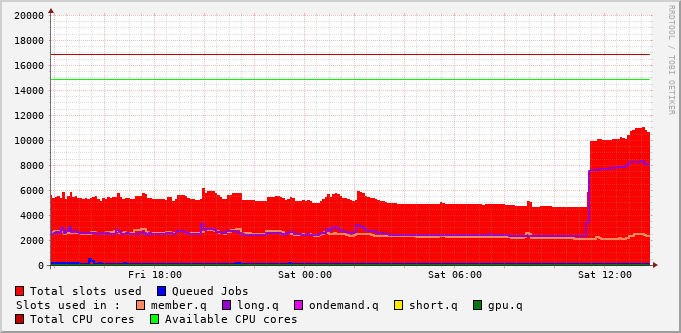 RRDTOOL / TOBI OETIKER
20000
18000
16000
14000
12000
10000
8000
6000
4000
2000
0
Fri 18:00 Sat 00:00 Sat 06:00 Sat 12:00
Total slots used Queued Jobs
Slots used in : member.q long.q ondemand.q short.q gpu.q
Total CPU cores Available CPU cores